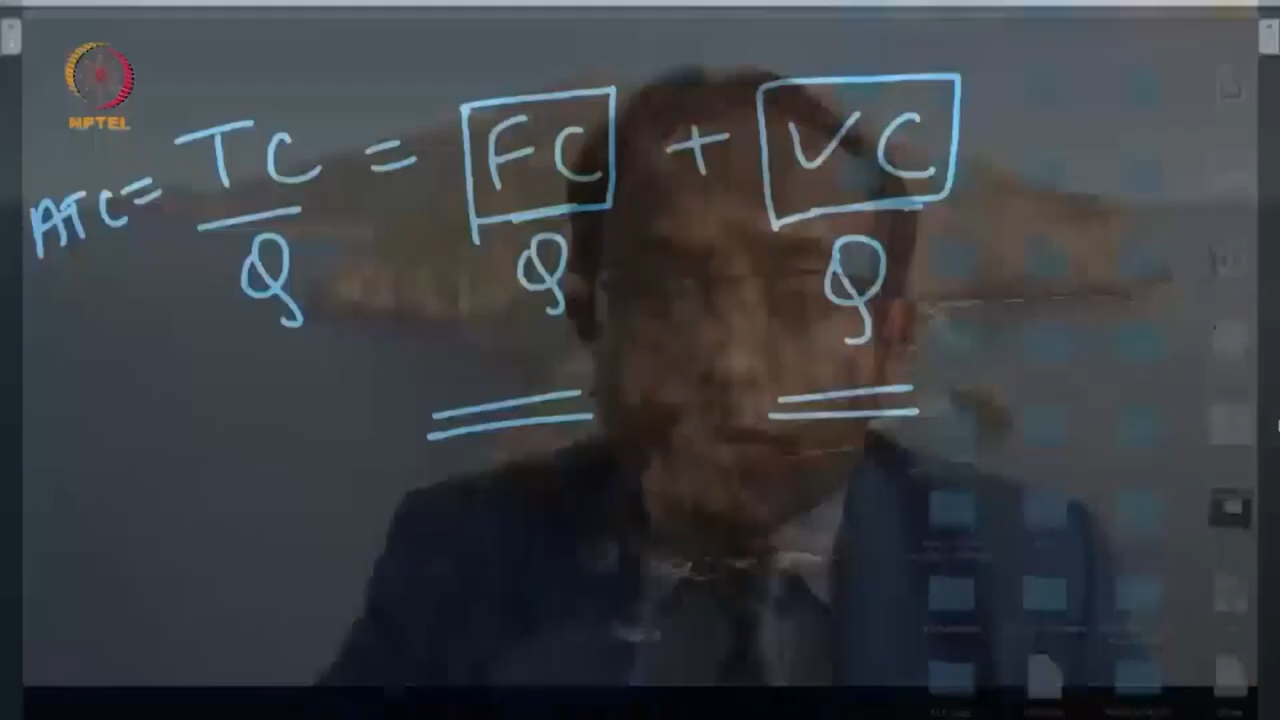 NPTEL
ATC = TC = FC + VC
Q Q Q